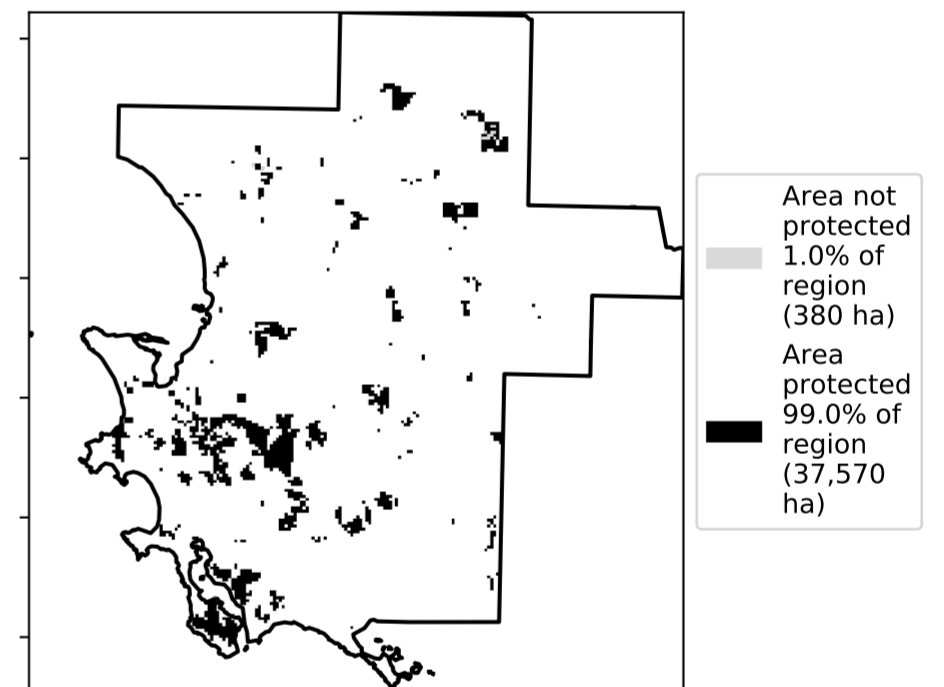 Area not
protected
1.0% of
region
(380 ha)
Area
protected
99.0% of
region
(37,570
ha)